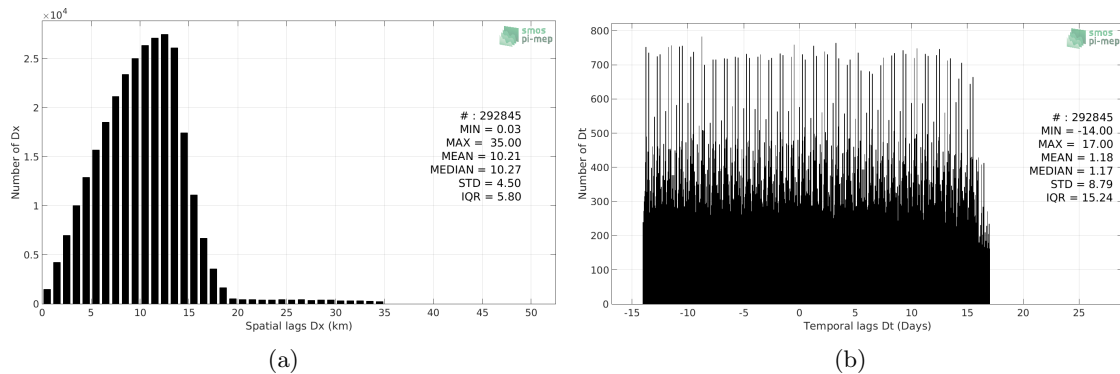 ×10⁴
2.5
2
1.5
1
0.5
0
Number of Dx
0 5 10 15 20 25 30 35 40 45 50
Spatial lags Dx (km)
smos
pi-mep
# : 292845
MIN = 0.03
MAX = 35.00
MEAN = 10.21
MEDIAN = 10.27
STD = 4.50
IQR = 5.80
(a)
800
700
600
500
400
300
200
100
0
Number of Dt
-15 -10 -5 0 5 10 15 20 25
Temporal lags Dt (Days)
smos
pi-mep
# : 292845
MIN = -14.00
MAX = 17.00
MEAN = 1.18
MEDIAN = 1.17
STD = 8.79
IQR = 15.24
(b)